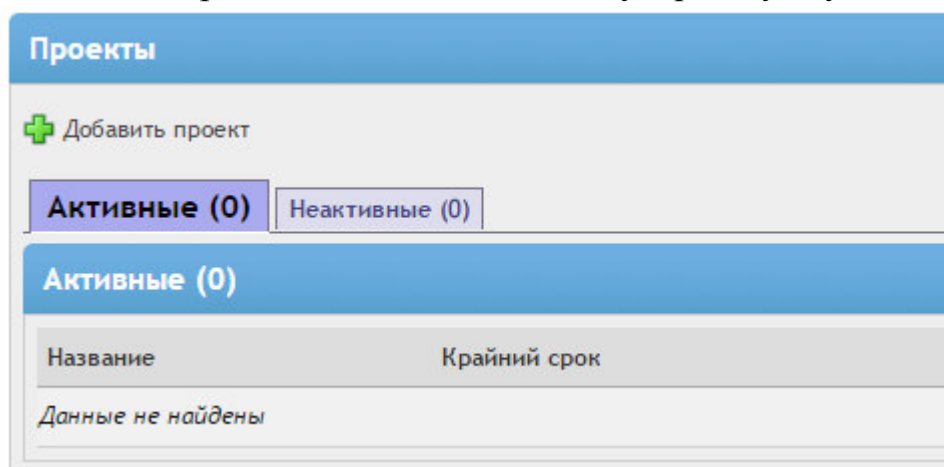 Проекты
Добавить проект
Активные (0) Неактивные (0)
Активные (0)
Название Крайний срок
Данные не найдены